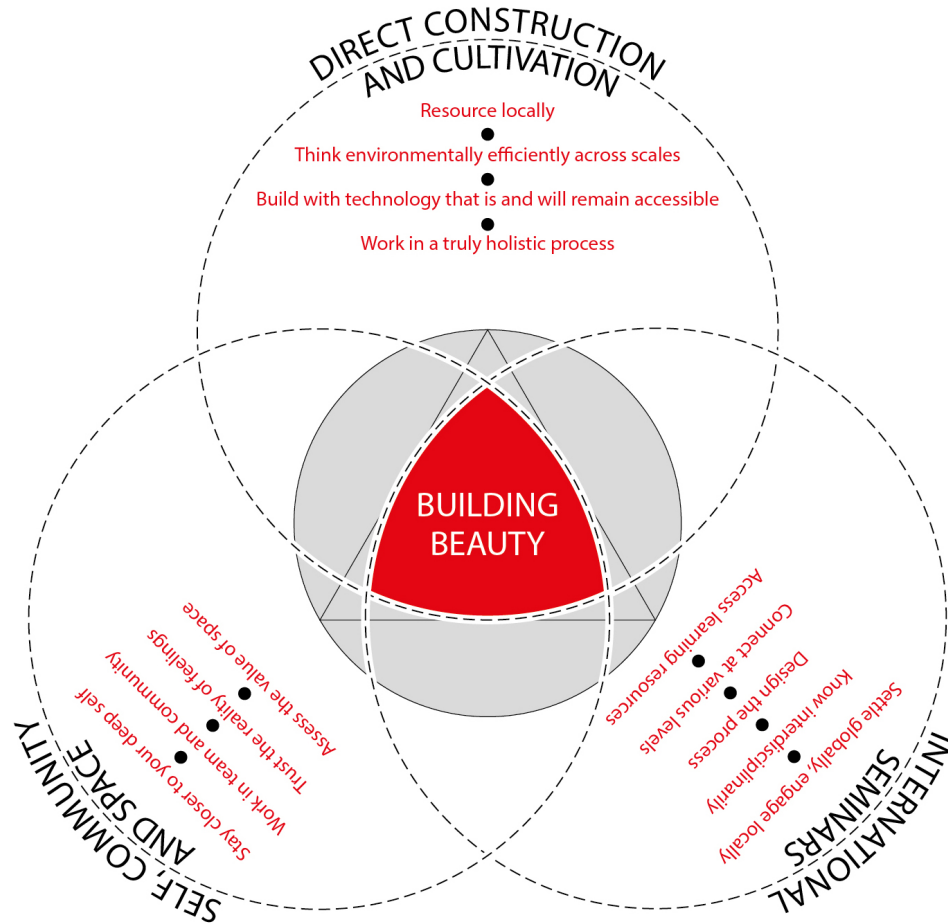 DIRECT CONSTRUCTION
AND CULTIVATION
Resource locally
Think environmentally efficiently across scales
Build with technology that is and will remain accessible
Work in a truly holistic process
BUILDING
BEAUTY
Assess the value of space
Trust the reality of feelings
Work in team and community
Stay closer to your deep self
SELF, COMMUNITY
AND SPACE
Access learning resources
Connect at various levels
Design the process
Know interdisciplinarily
Settle globally, engage locally
INTERNATIONAL
SEMINARS